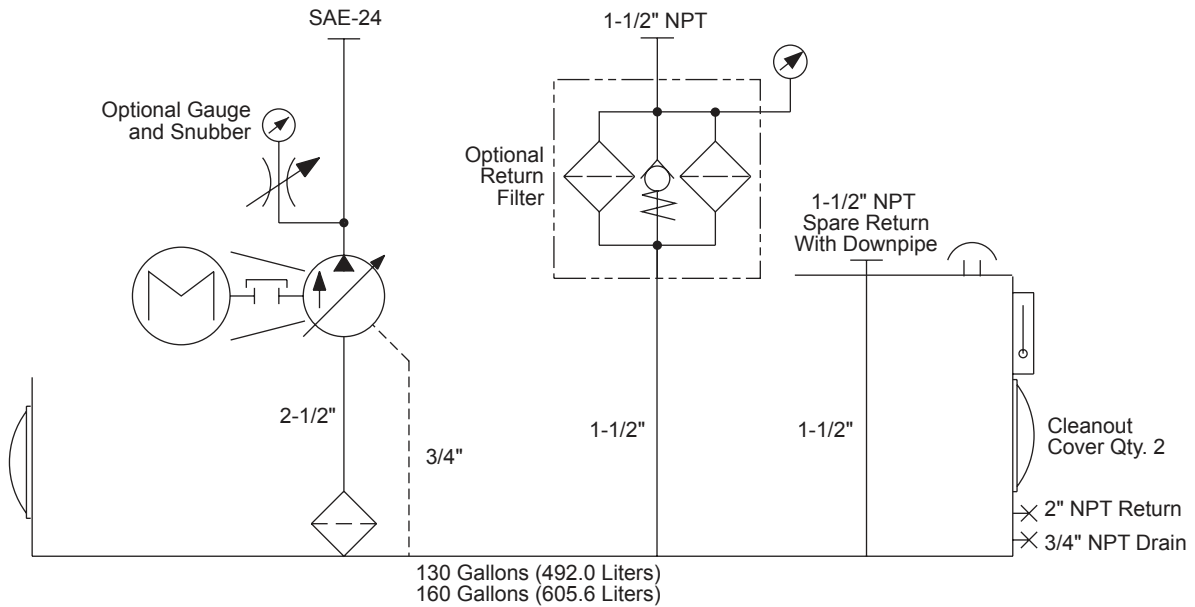 SAE-24
1-1/2" NPT
Optional Gauge
and Snubber
Optional
Return
Filter
1-1/2" NPT
Spare Return
With Downpipe
M
2-1/2"
3/4"
1-1/2"
1-1/2"
Cleanout
Cover Qty. 2
2" NPT Return
3/4" NPT Drain
130 Gallons (492.0 Liters)
160 Gallons (605.6 Liters)